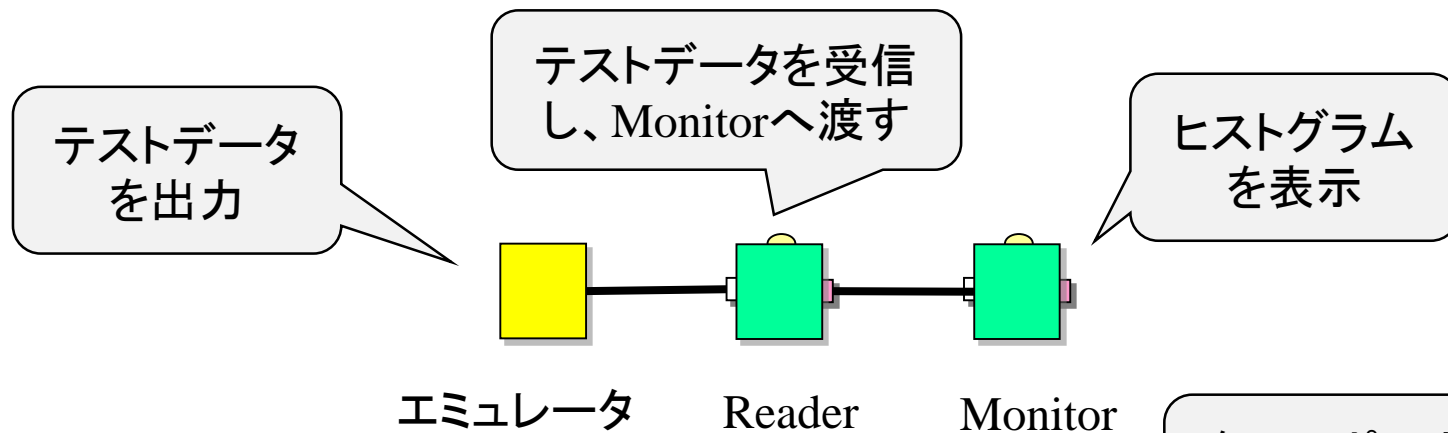 テストデータを受信
し、Monitorへ渡す
テストデータ
を出力
ヒストグラム
を表示
エミュレータ
Reader
Monitor